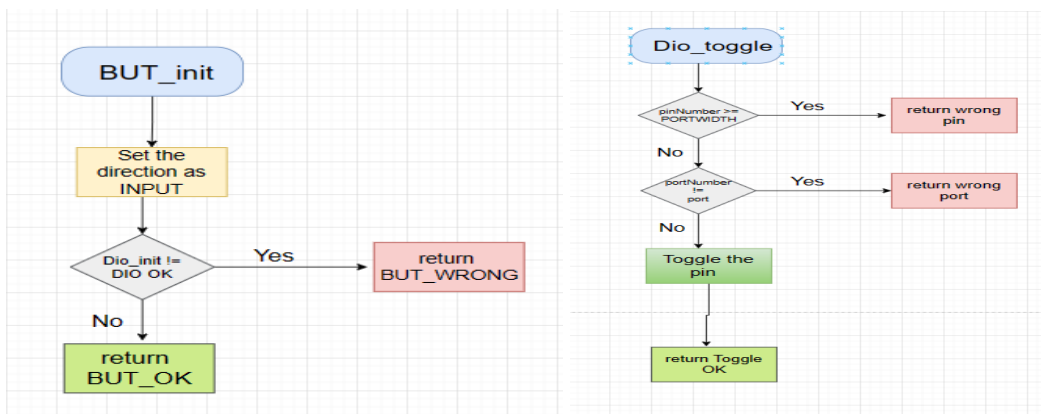 BUT_init
Set the
direction as
INPUT
Dio_init !=
DIO OK
Yes
return
BUT_WRONG
No
return
BUT_OK
Dio_toggle
pinNumber >=
PORTWIDTH
Yes
return wrong
pin
No
portNumber
!=
port
Yes
return wrong
port
No
Toggle the
pin
return Toggle
OK